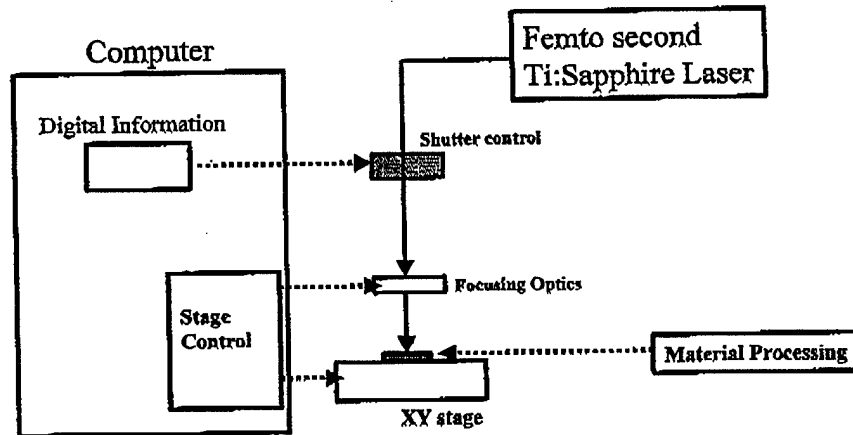 Computer
Femto second
Ti:Sapphire Laser
Digital Information
Shutter control
Focusing Optics
Stage
Control
Material Processing
XY stage